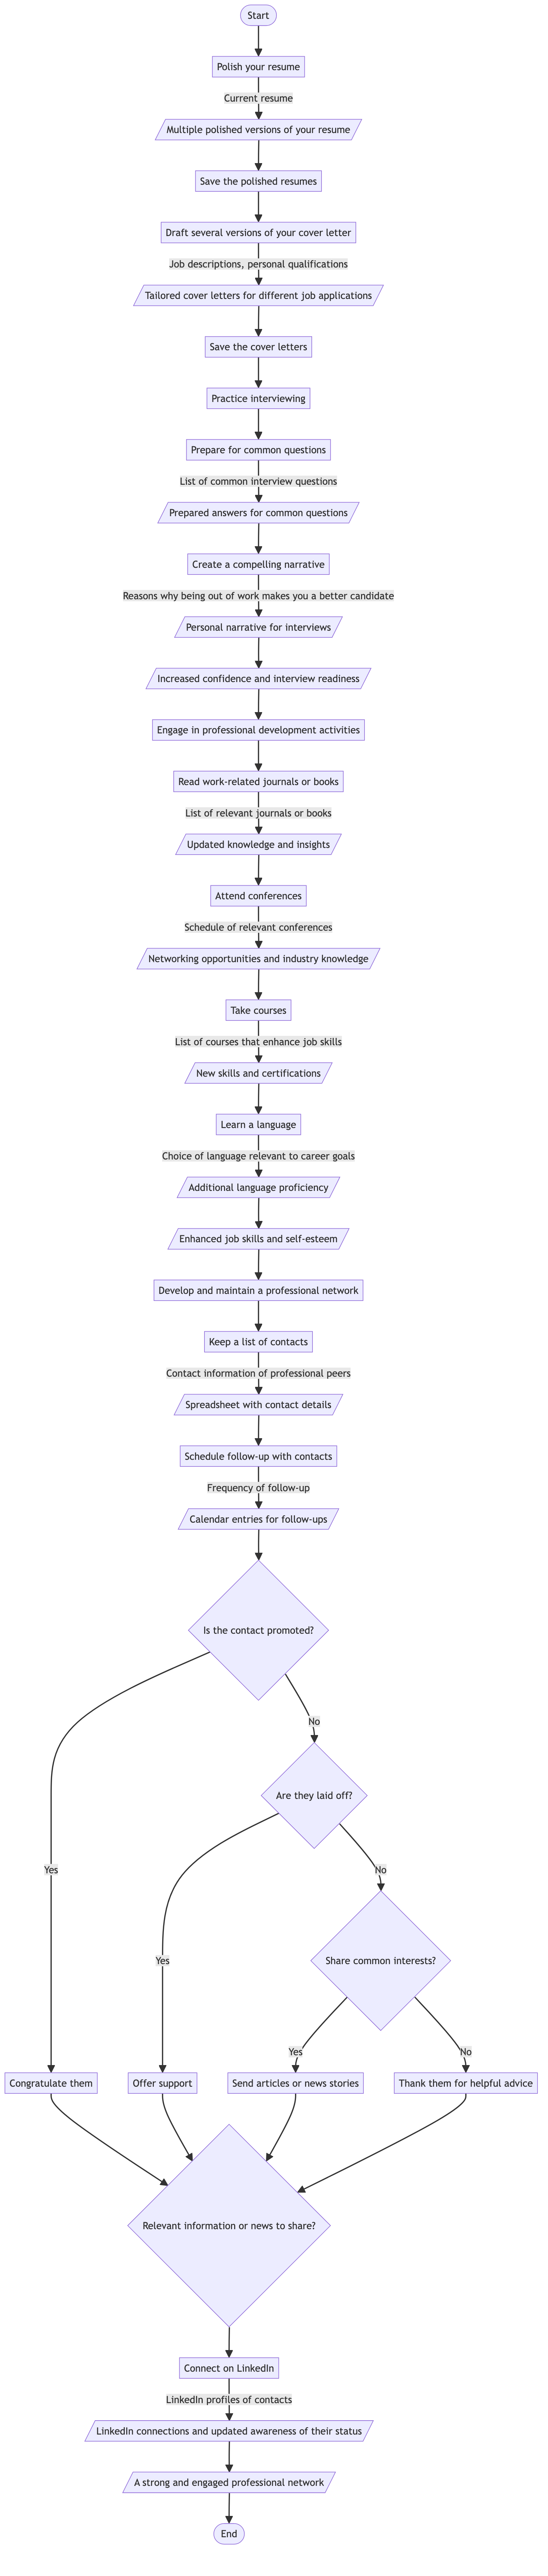 Start
Polish your resume
Current resume
Multiple polished versions of your resume
Save the polished resumes
Draft several versions of your cover letter
Job descriptions, personal qualifications
Tailored cover letters for different job applications
Save the cover letters
Practice interviewing
Prepare for common questions
List of common interview questions
Prepared answers for common questions
Create a compelling narrative
Reasons why being out of work makes you a better candidate
Personal narrative for interviews
Increased confidence and interview readiness
Engage in professional development activities
Read work-related journals or books
List of relevant journals or books
Updated knowledge and insights
Attend conferences
Schedule of relevant conferences
Networking opportunities and industry knowledge
Take courses
List of courses that enhance job skills
New skills and certifications
Learn a language
Choice of language relevant to career goals
Additional language proficiency
Enhanced job skills and self-esteem
Develop and maintain a professional network
Keep a list of contacts
Contact information of professional peers
Spreadsheet with contact details
Schedule follow-up with contacts
Frequency of follow-up
Calendar entries for follow-ups
Is the contact promoted?
No
Are they laid off?
Yes
No
Yes
Share common interests?
Yes
No
Congratulate them
Offer support
Send articles or news stories
Thank them for helpful advice
Relevant information or news to share?
Connect on LinkedIn
LinkedIn profiles of contacts
LinkedIn connections and updated awareness of their status
A strong and engaged professional network
End